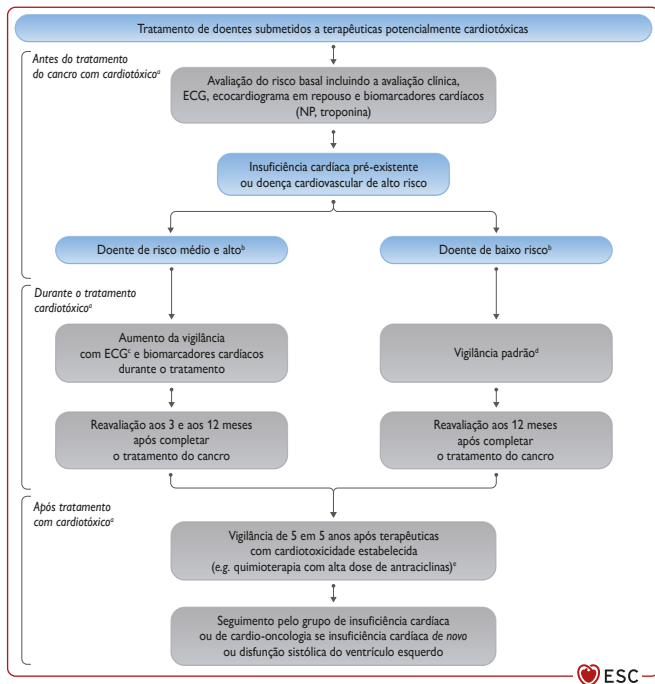 Tratamento de doentes submetidos a terapêuticas potencialmente cardiotóxicas
Antes do tratamento
do cancro com cardiotóxicoᵃ
Avaliação do risco basal incluindo a avaliação clínica,
ECG, ecocardiograma em repouso e biomarcadores cardíacos
(NP, troponina)
Insuficiência cardíaca pré-existente
ou doença cardiovascular de alto risco
Doente de risco médio e altoᵇ
Doente de baixo riscoᵇ
Durante o tratamento
cardiotóxicoᵃ
Aumento da vigilância
com ECGᶜ e biomarcadores cardíacos
durante o tratamento
Vigilância padrãoᵈ
Reavaliação aos 3 e aos 12 meses
após completar
o tratamento do cancro
Reavaliação aos 12 meses
após completar
o tratamento do cancro
Após tratamento
com cardiotóxicoᵃ
Vigilância de 5 em 5 anos após terapêuticas
com cardiotoxicidade estabelecida
(e.g. quimioterapia com alta dose de antraciclinas)ᵉ
Seguimento pelo grupo de insuficiência cardíaca
ou de cardio-oncologia se insuficiência cardíaca de novo
ou disfunção sistólica do ventrículo esquerdo
ESC